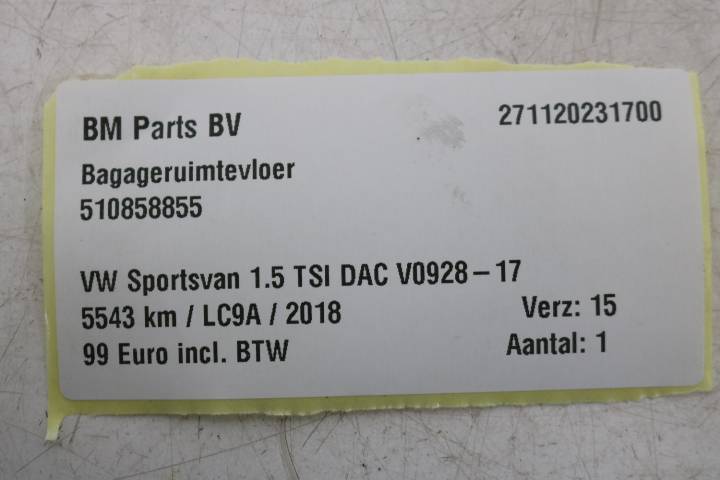 BM Parts BV
271120231700
Bagageruimtevloer
510858855
VW Sportsvan 1.5 TSI DAC V0928-17
5543 km / LC9A / 2018
Verz: 15
99 Euro incl. BTW
Aantal: 1